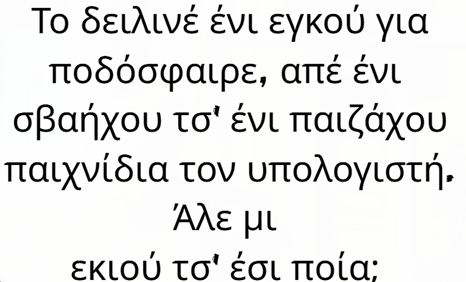 Το δειλινέ ένι εγκού για
ποδόσφαιρε, απέ ένι
σβαήχου τσ' ένι παιζάχου
παιχνίδια τον υπολογιστή.
Άλε μι
εκιού τσ' έσι ποία;